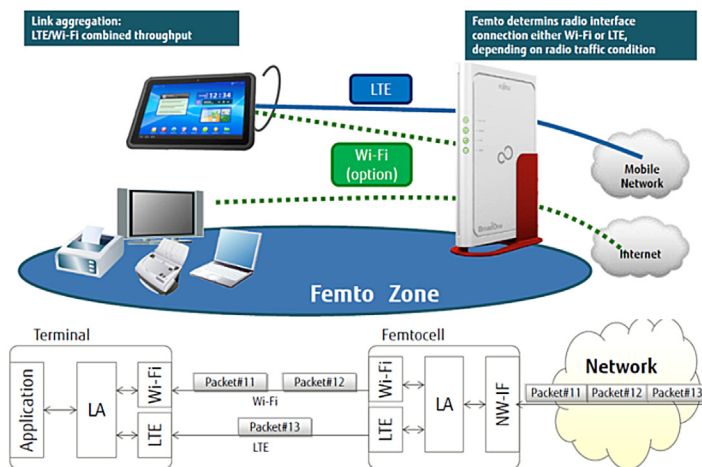 Link aggregation:
LTE/Wi-Fi combined throughput
Femto determins radio interface
connection either Wi-Fi or LTE,
depending on radio traffic condition
12:34
FUJITSU
LTE
Wi-Fi
(option)
Mobile
Network
BroadOne
Internet
Femto Zone
Terminal
Femtocell
Network
Application
LA
Wi-Fi
LTE
Packet#11
Packet#12
Wi-Fi
Packet#13
LTE
Wi-Fi
LTE
LA
NW-IF
Packet#11
Packet#12
Packet#13